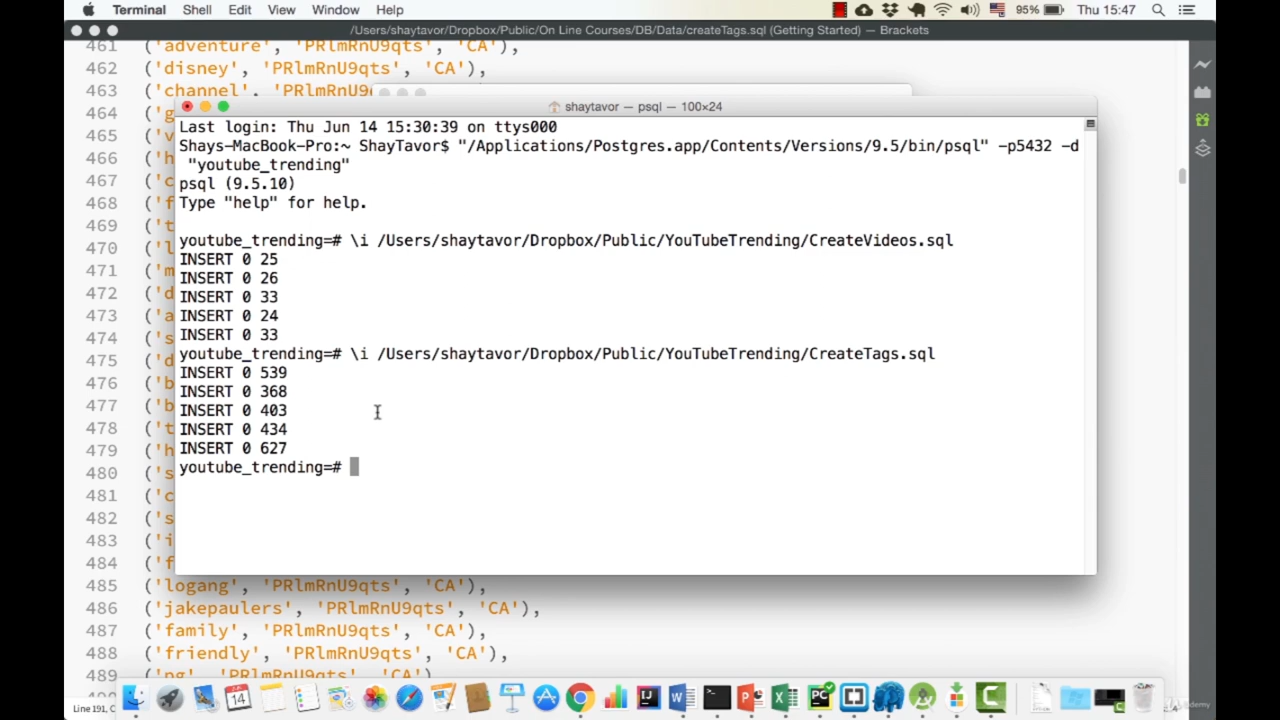 Terminal Shell Edit View Window Help 95% Thu 15:47
/Users/shaytavor/Dropbox/Public/On Line Courses/DB/Data/createTags.sql (Getting Started) — Brackets
461 ('adventure', 'PRlmRnU9qts', 'CA'),
462 ('disney', 'PRlmRnU9qts', 'CA'),
463 ('channel', 'PRlmRnU9
shaytavor — psql — 100×24
464 ('g
Last login: Thu Jun 14 15:30:39 on ttys000
465 ('v
Shays-MacBook-Pro:~ ShayTavor$ "/Applications/Postgres.app/Contents/Versions/9.5/bin/psql" -p5432 -d
466 ('h
"youtube_trending"
467 ('c
psql (9.5.10)
468 ('f
Type "help" for help.
469 ('t
youtube_trending=# \i /Users/shaytavor/Dropbox/Public/YouTubeTrending/CreateVideos.sql
470 ('l
INSERT 0 25
471 ('m
INSERT 0 26
472 ('d
INSERT 0 33
473 ('a
INSERT 0 24
474 ('s
INSERT 0 33
475 ('d
youtube_trending=# \i /Users/shaytavor/Dropbox/Public/YouTubeTrending/CreateTags.sql
476 ('b
INSERT 0 539
INSERT 0 368
477 ('b
INSERT 0 403
478 ('t
INSERT 0 434
479 ('h
INSERT 0 627
480 ('s
youtube_trending=#
481 ('c
482 ('s
483 ('i
484 ('f
485 ('logang', 'PRlmRnU9qts', 'CA'),
486 ('jakepaulers', 'PRlmRnU9qts', 'CA'),
487 ('family', 'PRlmRnU9qts', 'CA'),
488 ('friendly', 'PRlmRnU9qts', 'CA'),
489 ('pg', 'PRlmRnU9qts', 'CA')
Line 191, C